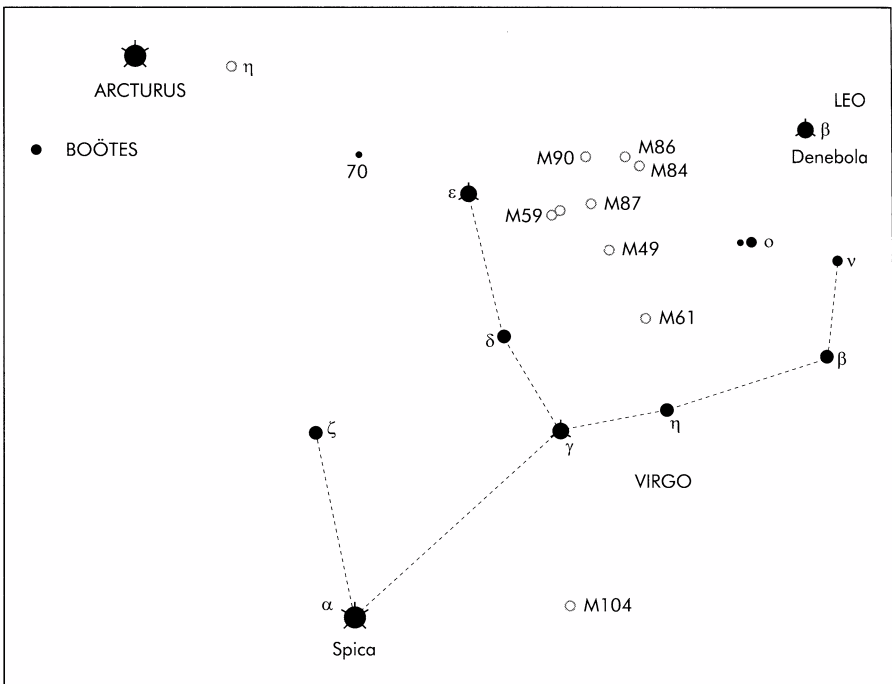 η
ARCTURUS
LEO
β
BOÖTES
M86
Denebola
M90
M84
70
ε
M87
M59
ο
M49
ν
M61
δ
β
η
ζ
γ
VIRGO
α
M104
Spica